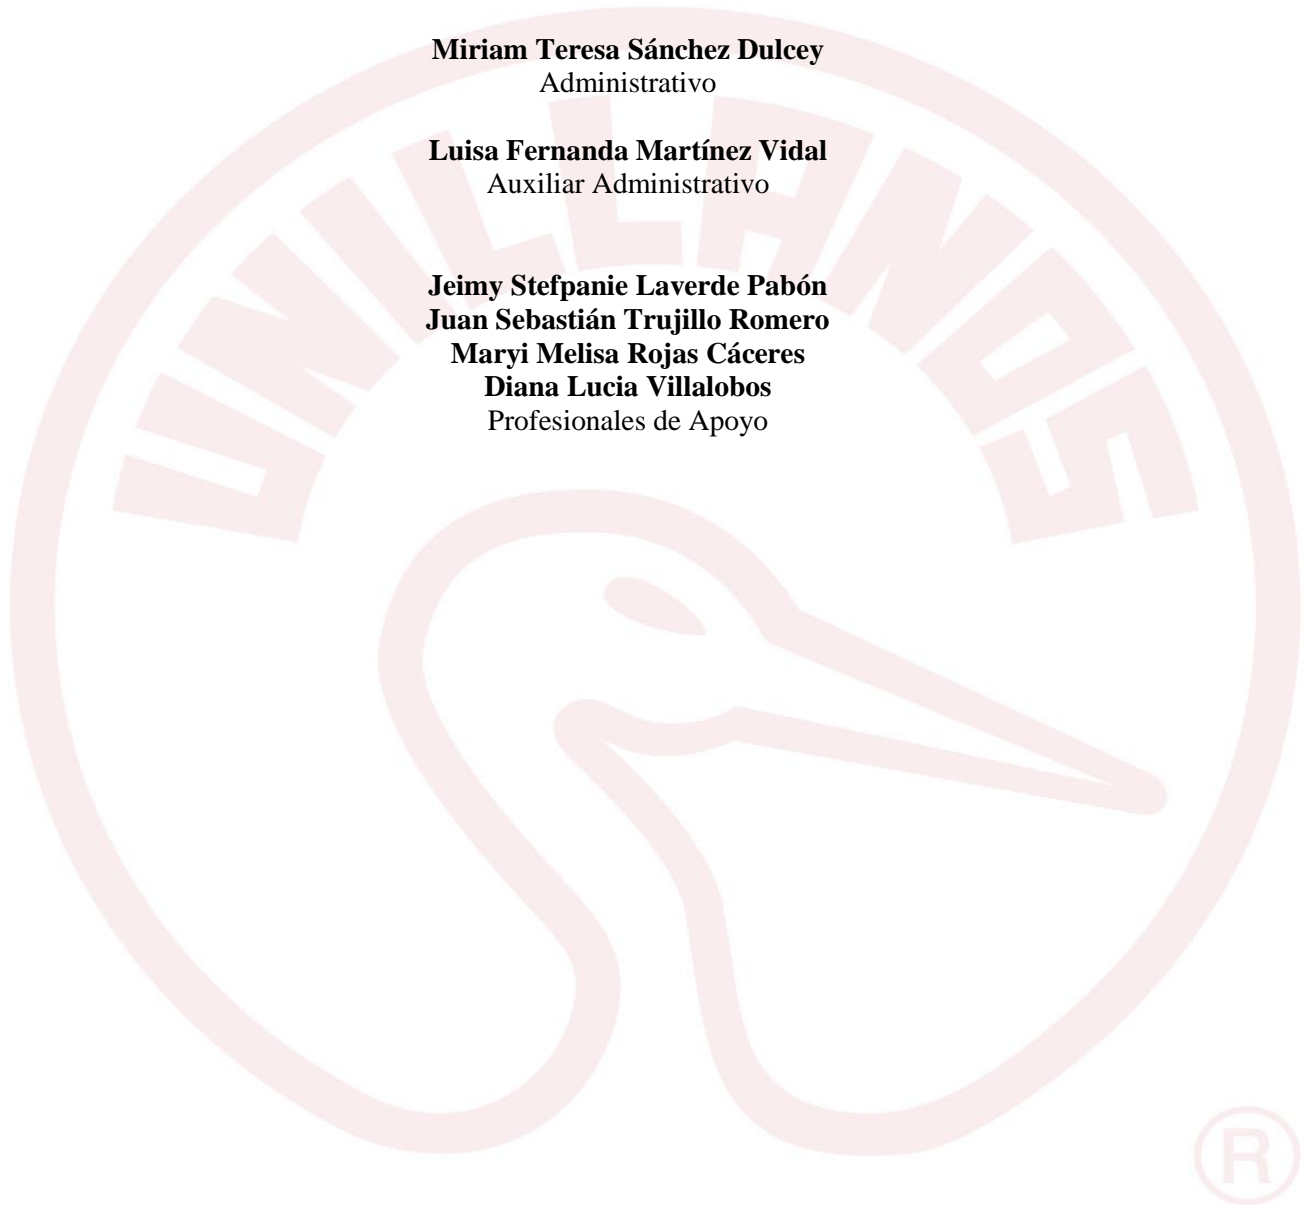 Miriam Teresa Sánchez Dulcey
Administrativo
Luisa Fernanda Martínez Vidal
Auxiliar Administrativo
Jeimy Stefpanie Laverde Pabón
Juan Sebastián Trujillo Romero
Maryi Melisa Rojas Cáceres
Diana Lucia Villalobos
Profesionales de Apoyo
UNILLANOS
®